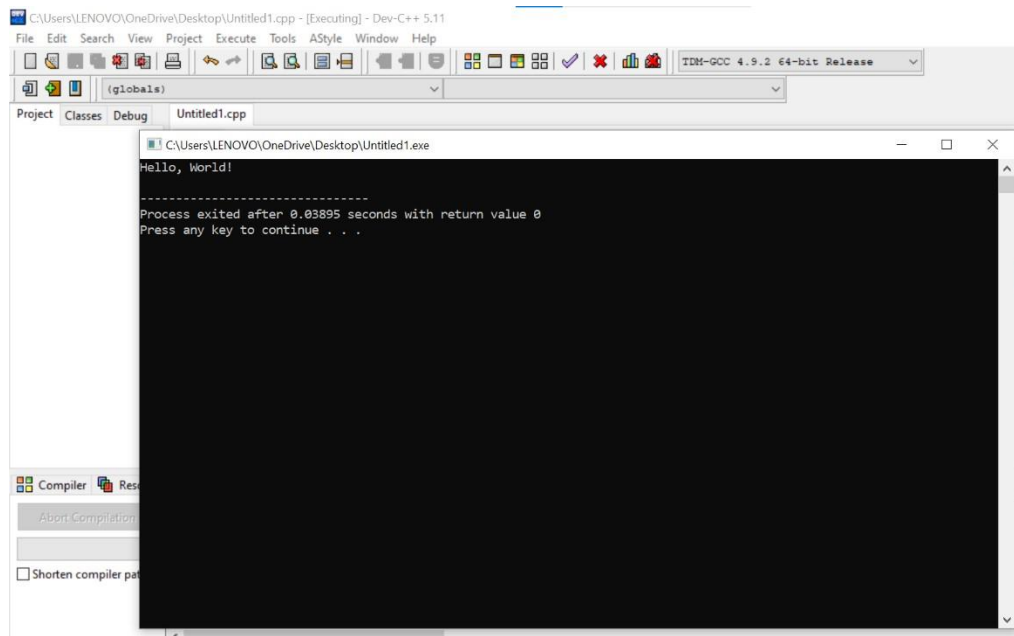 C:\Users\LENOVO\OneDrive\Desktop\Untitled1.cpp - [Executing] - Dev-C++ 5.11
File Edit Search View Project Execute Tools AStyle Window Help
TDM-GCC 4.9.2 64-bit Release
(globals)
Project Classes Debug Untitled1.cpp
C:\Users\LENOVO\OneDrive\Desktop\Untitled1.exe
Hello, World!
--------------------------------
Process exited after 0.03895 seconds with return value 0
Press any key to continue . . .
Compiler
Abort Compilation
Shorten compiler